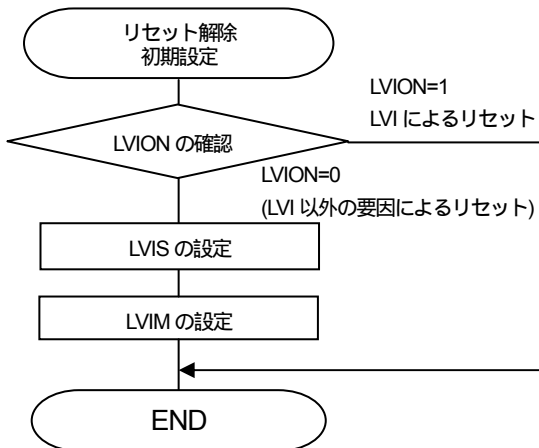 リセット解除
初期設定
LVION=1
LVI によるリセット
LVION の確認
LVION=0
(LVI 以外の要因によるリセット)
LVIS の設定
LVIM の設定
END